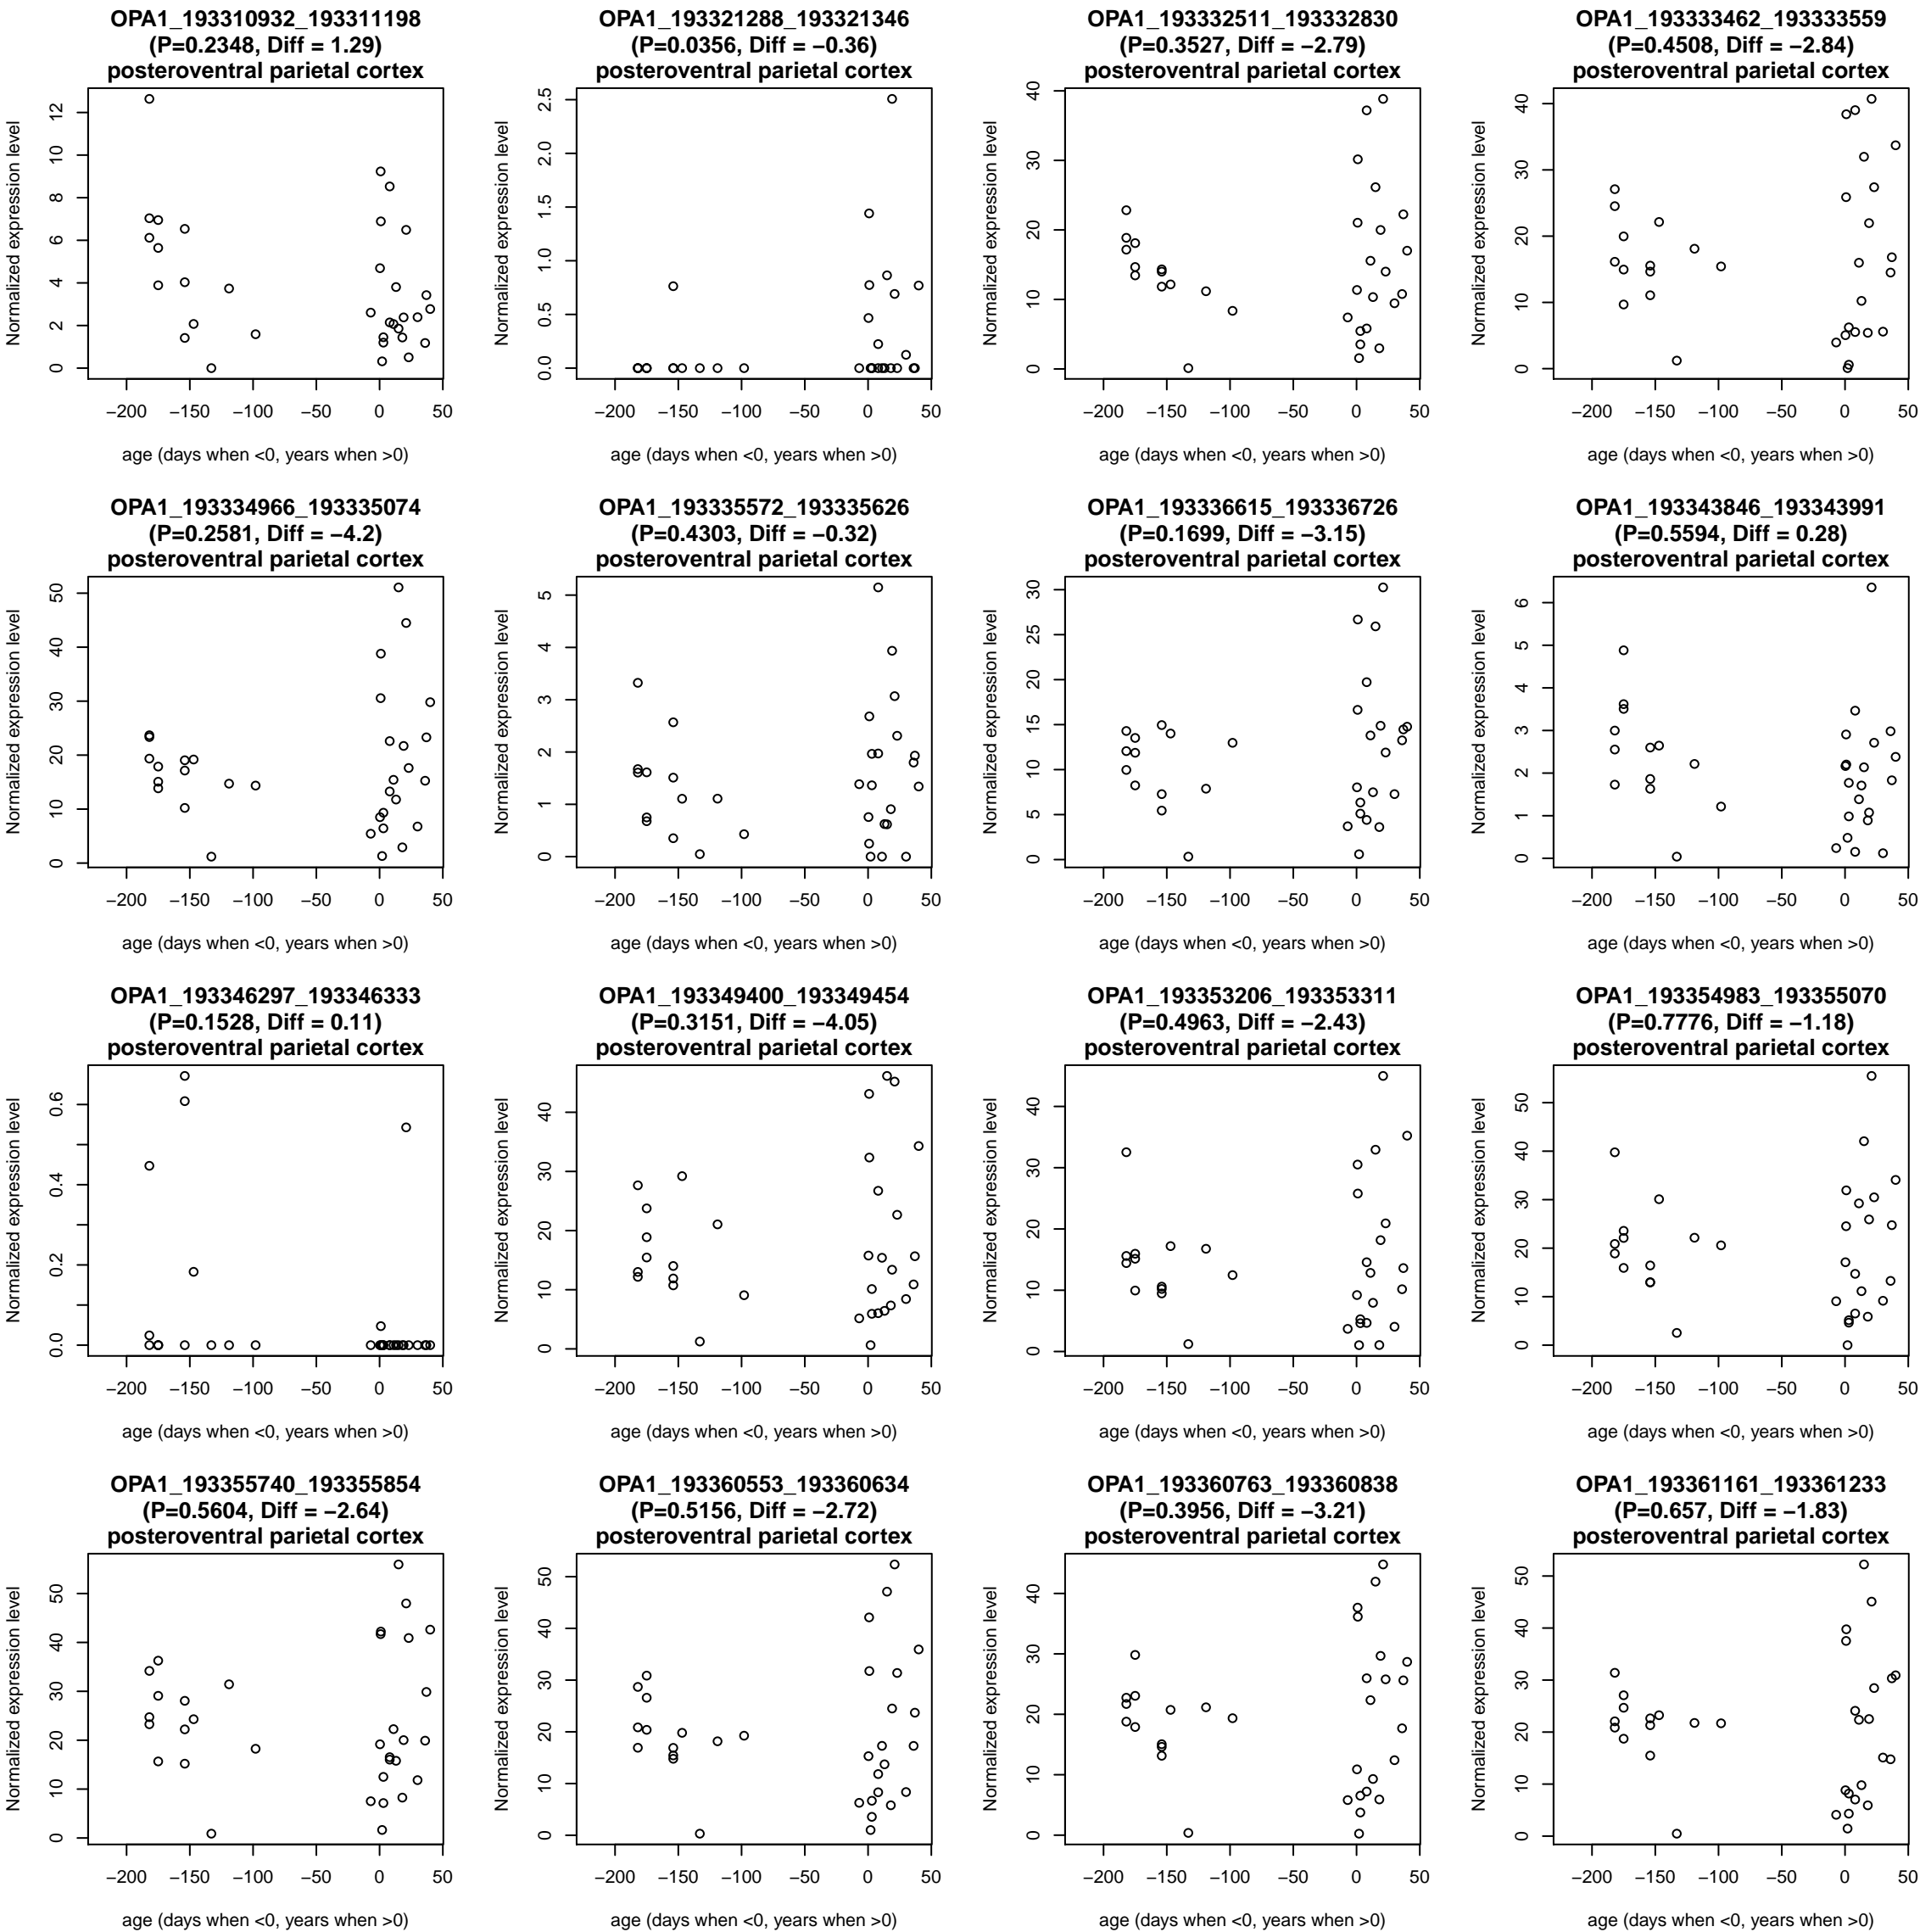 OPA1_193310932_193311198
(P=0.2348, Diff = 1.29)
posteroventral parietal cortex
Normalized expression level
0 2 4 6 8 10 12
−200 −150 −100 −50 0 50
age (days when <0, years when >0)
OPA1_193321288_193321346
(P=0.0356, Diff = −0.36)
posteroventral parietal cortex
Normalized expression level
0.0 0.5 1.0 1.5 2.0 2.5
−200 −150 −100 −50 0 50
age (days when <0, years when >0)
OPA1_193332511_193332830
(P=0.3527, Diff = −2.79)
posteroventral parietal cortex
Normalized expression level
0 10 20 30 40
−200 −150 −100 −50 0 50
age (days when <0, years when >0)
OPA1_193333462_193333559
(P=0.4508, Diff = −2.84)
posteroventral parietal cortex
Normalized expression level
0 10 20 30 40
−200 −150 −100 −50 0 50
age (days when <0, years when >0)
OPA1_193334966_193335074
(P=0.2581, Diff = −4.2)
posteroventral parietal cortex
Normalized expression level
0 10 20 30 40 50
−200 −150 −100 −50 0 50
age (days when <0, years when >0)
OPA1_193335572_193335626
(P=0.4303, Diff = −0.32)
posteroventral parietal cortex
Normalized expression level
0 1 2 3 4 5
−200 −150 −100 −50 0 50
age (days when <0, years when >0)
OPA1_193336615_193336726
(P=0.1699, Diff = −3.15)
posteroventral parietal cortex
Normalized expression level
0 5 10 15 20 25 30
−200 −150 −100 −50 0 50
age (days when <0, years when >0)
OPA1_193343846_193343991
(P=0.5594, Diff = 0.28)
posteroventral parietal cortex
Normalized expression level
0 1 2 3 4 5 6
−200 −150 −100 −50 0 50
age (days when <0, years when >0)
OPA1_193346297_193346333
(P=0.1528, Diff = 0.11)
posteroventral parietal cortex
Normalized expression level
0.0 0.2 0.4 0.6
−200 −150 −100 −50 0 50
age (days when <0, years when >0)
OPA1_193349400_193349454
(P=0.3151, Diff = −4.05)
posteroventral parietal cortex
Normalized expression level
0 10 20 30 40
−200 −150 −100 −50 0 50
age (days when <0, years when >0)
OPA1_193353206_193353311
(P=0.4963, Diff = −2.43)
posteroventral parietal cortex
Normalized expression level
0 10 20 30 40
−200 −150 −100 −50 0 50
age (days when <0, years when >0)
OPA1_193354983_193355070
(P=0.7776, Diff = −1.18)
posteroventral parietal cortex
Normalized expression level
0 10 20 30 40 50
−200 −150 −100 −50 0 50
age (days when <0, years when >0)
OPA1_193355740_193355854
(P=0.5604, Diff = −2.64)
posteroventral parietal cortex
Normalized expression level
0 10 20 30 40 50
−200 −150 −100 −50 0 50
age (days when <0, years when >0)
OPA1_193360553_193360634
(P=0.5156, Diff = −2.72)
posteroventral parietal cortex
Normalized expression level
0 10 20 30 40 50
−200 −150 −100 −50 0 50
age (days when <0, years when >0)
OPA1_193360763_193360838
(P=0.3956, Diff = −3.21)
posteroventral parietal cortex
Normalized expression level
0 10 20 30 40
−200 −150 −100 −50 0 50
age (days when <0, years when >0)
OPA1_193361161_193361233
(P=0.657, Diff = −1.83)
posteroventral parietal cortex
Normalized expression level
0 10 20 30 40 50
−200 −150 −100 −50 0 50
age (days when <0, years when >0)